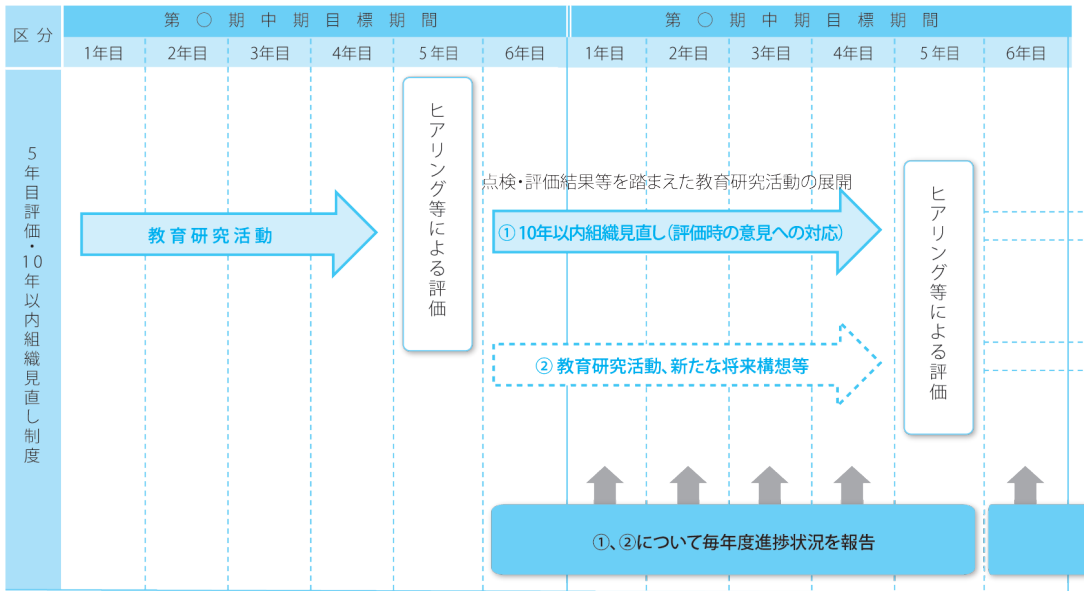 区 分
第 〇 期 中 期 目 標 期 間
第 〇 期 中 期 目 標 期 間
1年目
2年目
3年目
4年目
5年目
6年目
1年目
2年目
3年目
4年目
5年目
6年目
5年目評価・10年以内組織見直し制度
教育研究活動
ヒアリング等による評価
点検・評価結果等を踏まえた教育研究活動の展開
① 10年以内組織見直し(評価時の意見への対応)
② 教育研究活動、新たな将来構想等
ヒアリング等による評価
①、②について毎年度進捗状況を報告